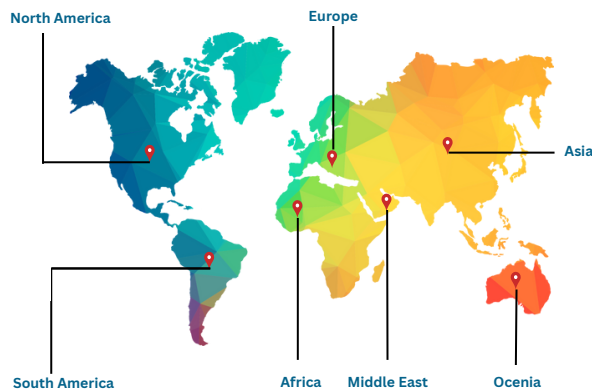 North America
Europe
Asia
South America
Africa
Middle East
Ocenia